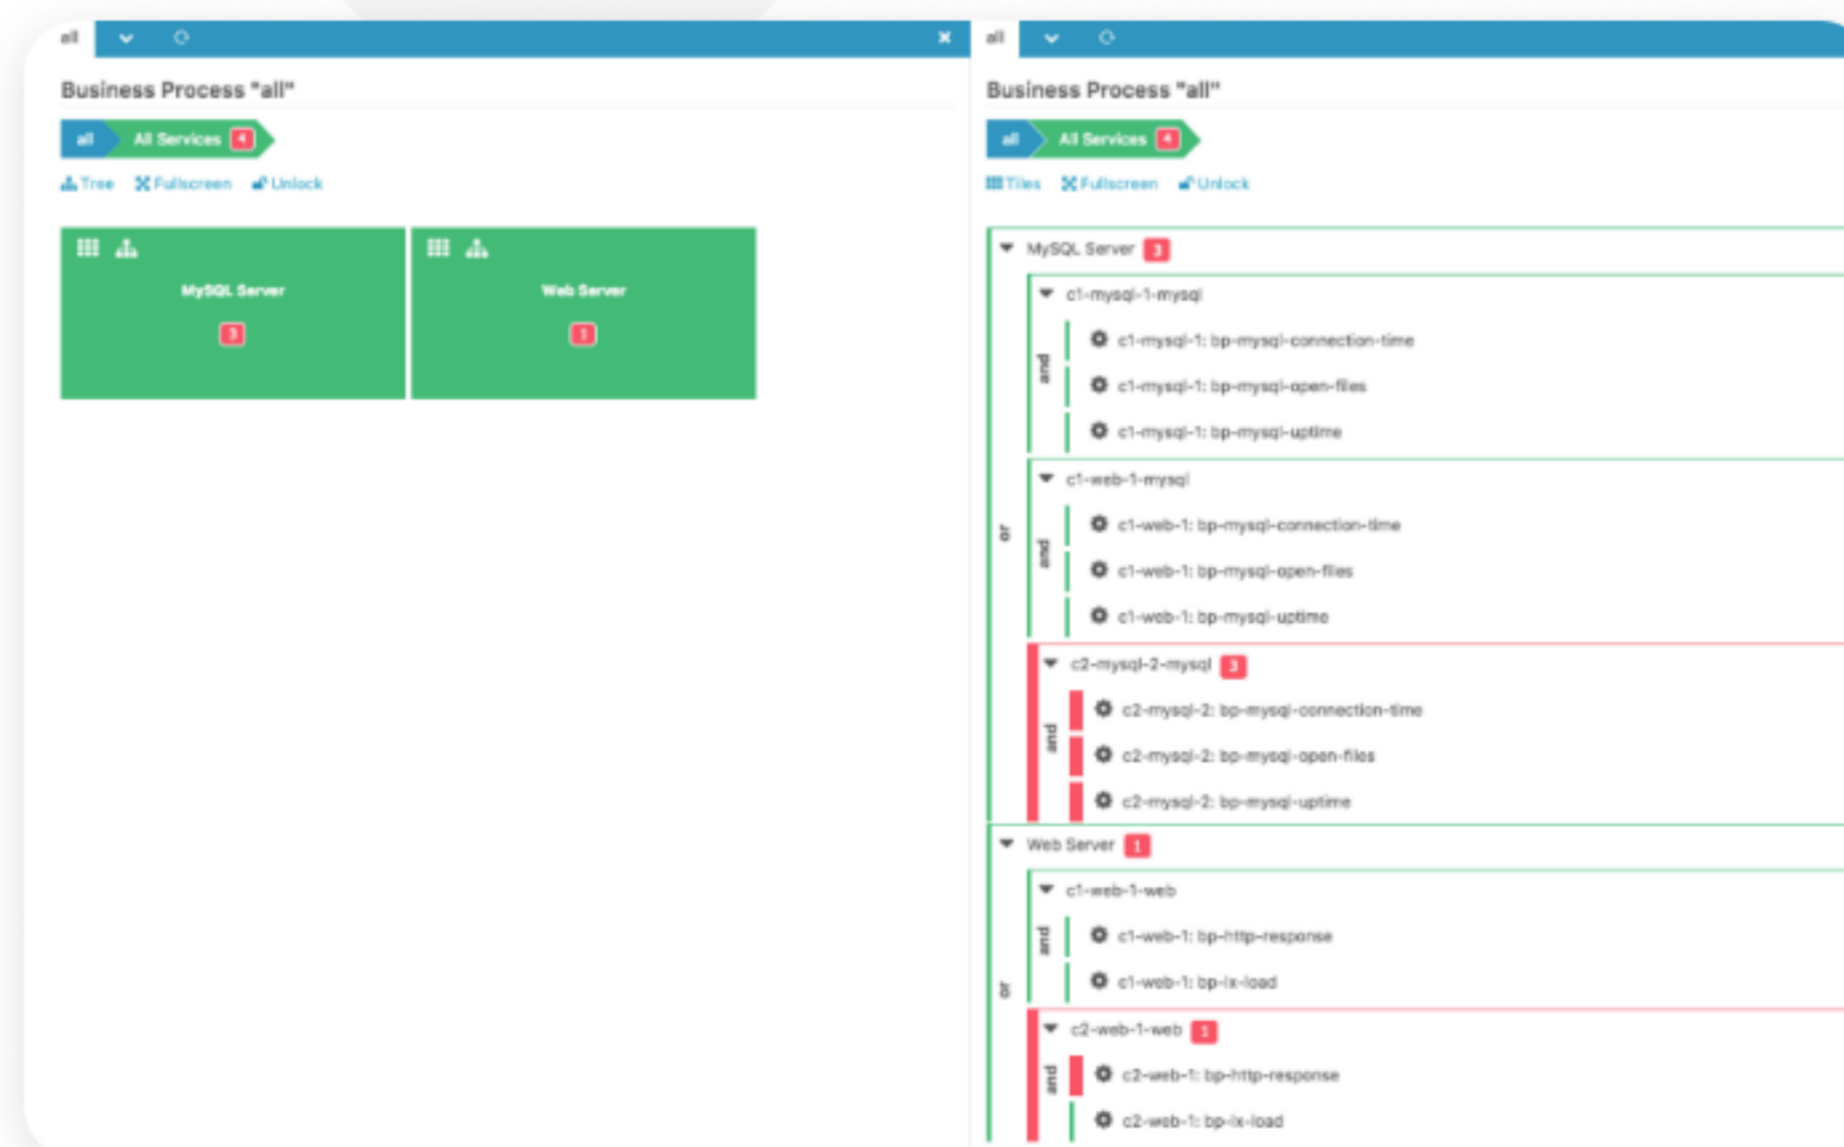 all
Business Process "all"
all All Services 4
Tree Fullscreen Unlock
MySQL Server
3
Web Server
1
all
Business Process "all"
all All Services 4
Tiles Fullscreen Unlock
or
MySQL Server 3
and
c1-mysql-1-mysql
c1-mysql-1: bp-mysql-connection-time
c1-mysql-1: bp-mysql-open-files
c1-mysql-1: bp-mysql-uptime
and
c1-web-1-mysql
c1-web-1: bp-mysql-connection-time
c1-web-1: bp-mysql-open-files
c1-web-1: bp-mysql-uptime
and
c2-mysql-2-mysql 3
c2-mysql-2: bp-mysql-connection-time
c2-mysql-2: bp-mysql-open-files
c2-mysql-2: bp-mysql-uptime
or
Web Server 1
and
c1-web-1-web
c1-web-1: bp-http-response
c1-web-1: bp-lx-load
and
c2-web-1-web 1
c2-web-1: bp-http-response
c2-web-1: bp-lx-load